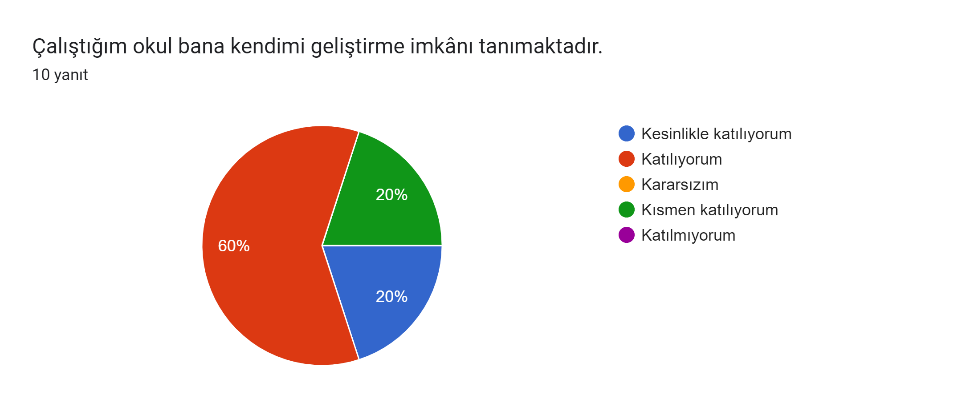 Çalıştığım okul bana kendimi geliştirme imkânı tanımaktadır.
10 yanıt
Kesinlikle katılıyorum
Katılıyorum
Kararsızım
Kısmen katılıyorum
Katılmıyorum
20%
60%
20%